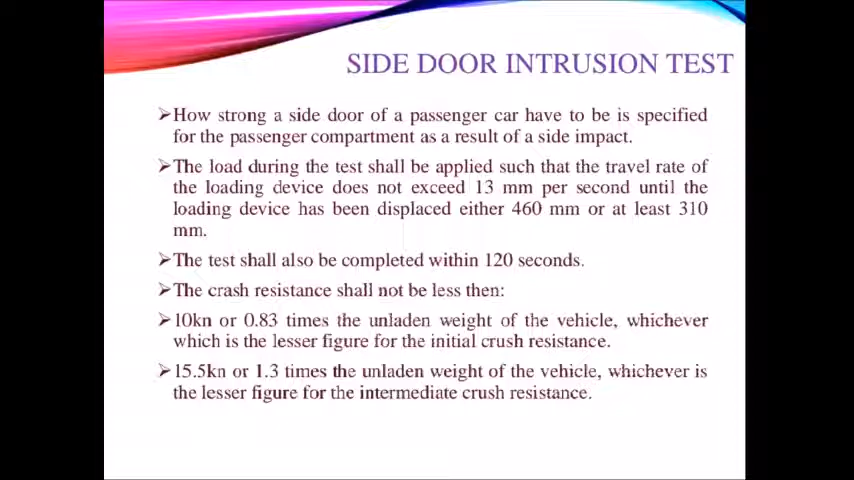 SIDE DOOR INTRUSION TEST
➢How strong a side door of a passenger car have to be is specified
for the passenger compartment as a result of a side impact.
➢The load during the test shall be applied such that the travel rate of
the loading device does not exceed 13 mm per second until the
loading device has been displaced either 460 mm or at least 310
mm.
➢The test shall also be completed within 120 seconds.
➢The crash resistance shall not be less then:
➢10kn or 0.83 times the unladen weight of the vehicle, whichever
which is the lesser figure for the initial crush resistance.
➢15.5kn or 1.3 times the unladen weight of the vehicle, whichever is
the lesser figure for the intermediate crush resistance.